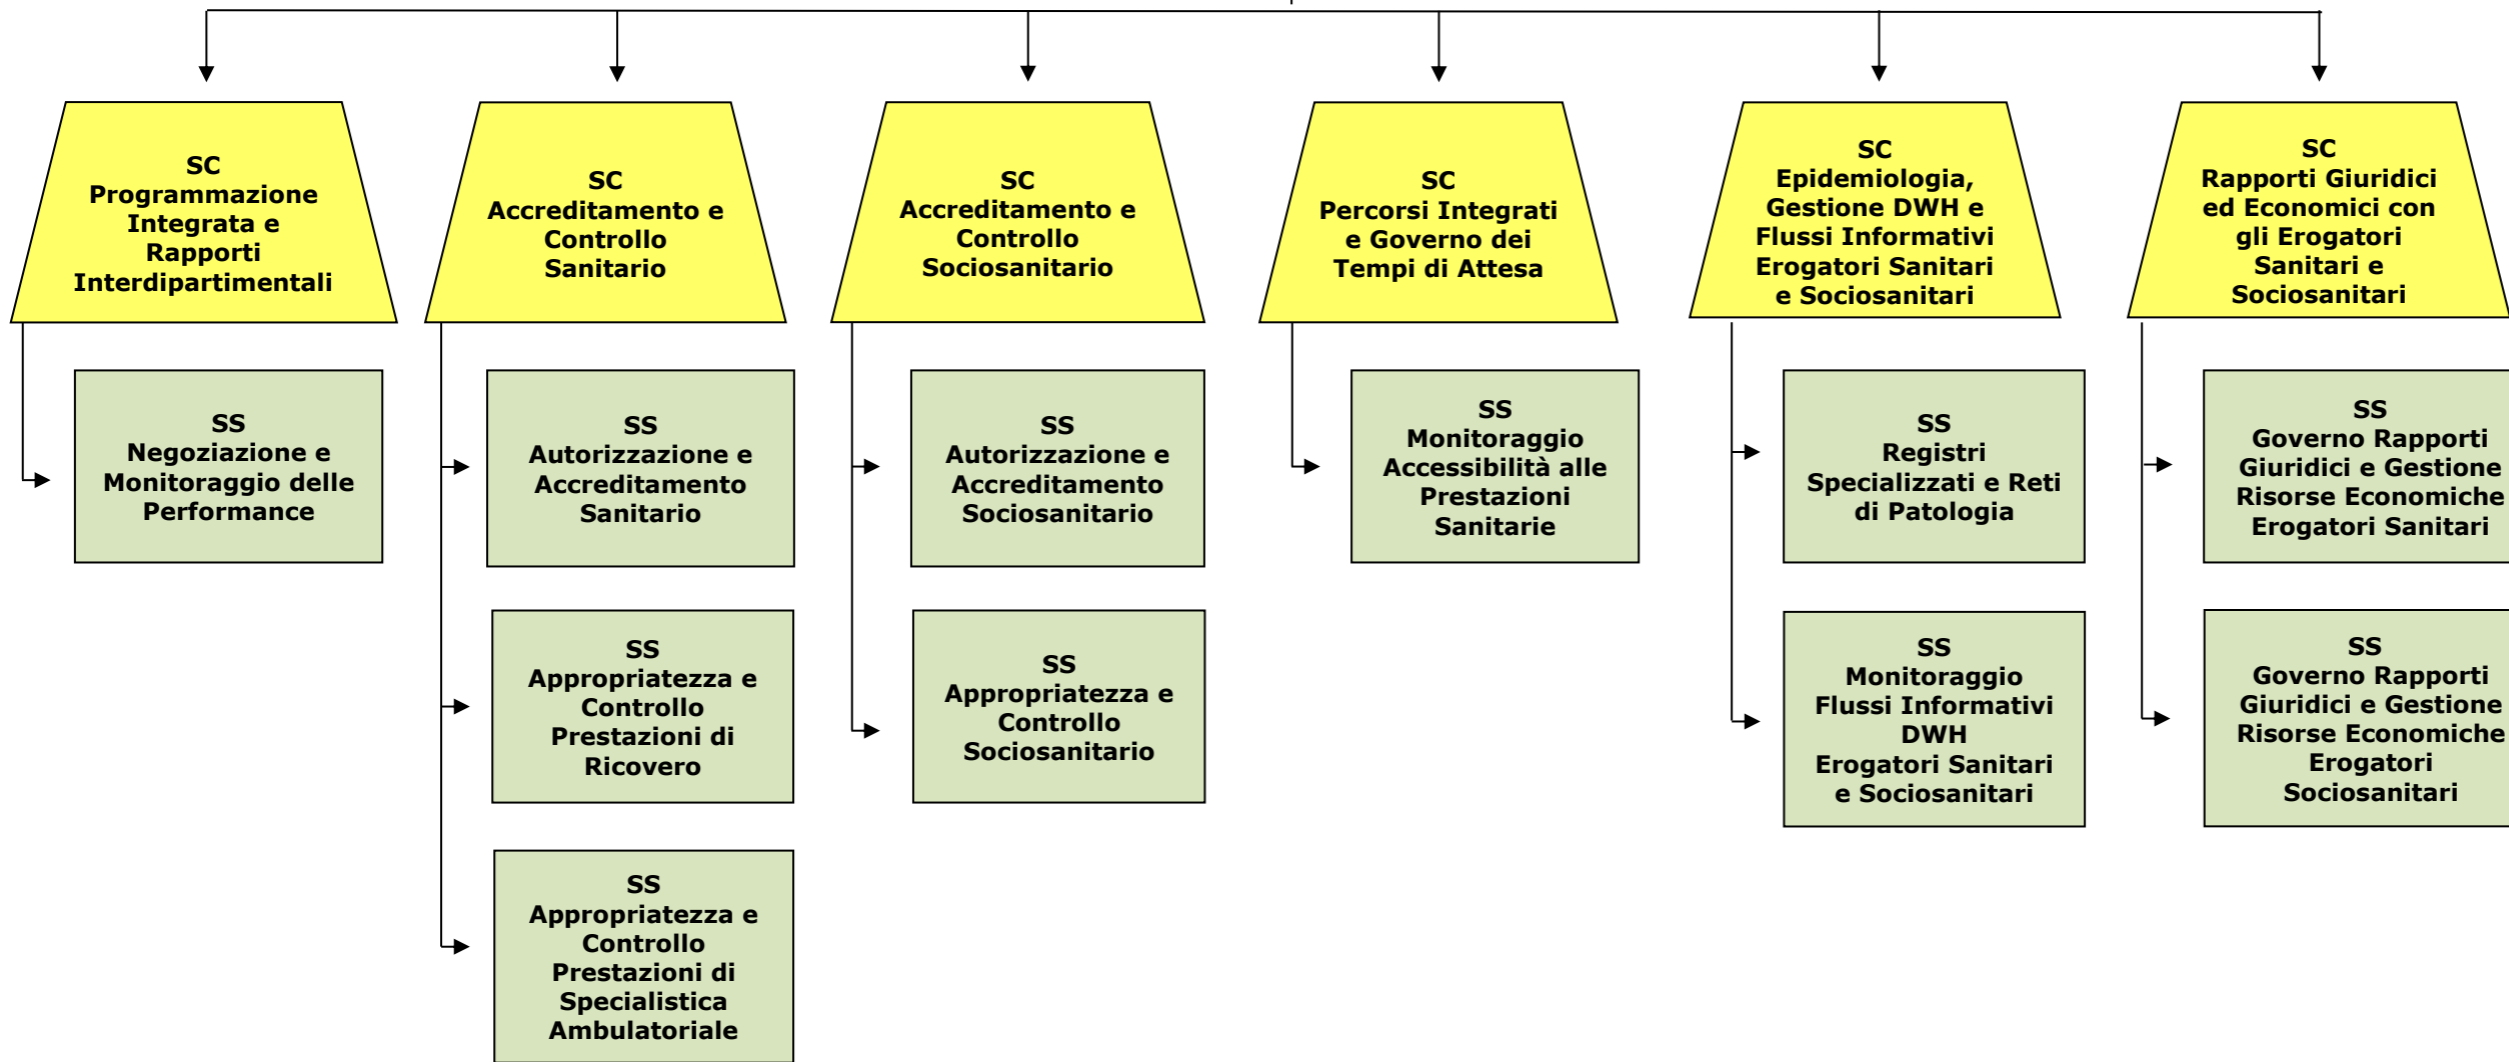 SC
Programmazione
Integrata e
Rapporti
Interdipartimentali
SC
Accreditamento e
Controllo
Sanitario
SC
Accreditamento e
Controllo
Sociosanitario
SC
Percorsi Integrati
e Governo dei
Tempi di Attesa
SC
Epidemiologia,
Gestione DWH e
Flussi Informativi
Erogatori Sanitari
e Sociosanitari
SC
Rapporti Giuridici
ed Economici con
gli Erogatori
Sanitari e
Sociosanitari
SS
Negoziazione e
Monitoraggio delle
Performance
SS
Autorizzazione e
Accreditamento
Sanitario
SS
Autorizzazione e
Accreditamento
Sociosanitario
SS
Monitoraggio
Accessibilità alle
Prestazioni
Sanitarie
SS
Registri
Specializzati e Reti
di Patologia
SS
Governo Rapporti
Giuridici e Gestione
Risorse Economiche
Erogatori Sanitari
SS
Appropriatezza e
Controllo
Prestazioni di
Ricovero
SS
Appropriatezza e
Controllo
Sociosanitario
SS
Monitoraggio
Flussi Informativi
DWH
Erogatori Sanitari
e Sociosanitari
SS
Governo Rapporti
Giuridici e Gestione
Risorse Economiche
Erogatori
Sociosanitari
SS
Appropriatezza e
Controllo
Prestazioni di
Specialistica
Ambulatoriale